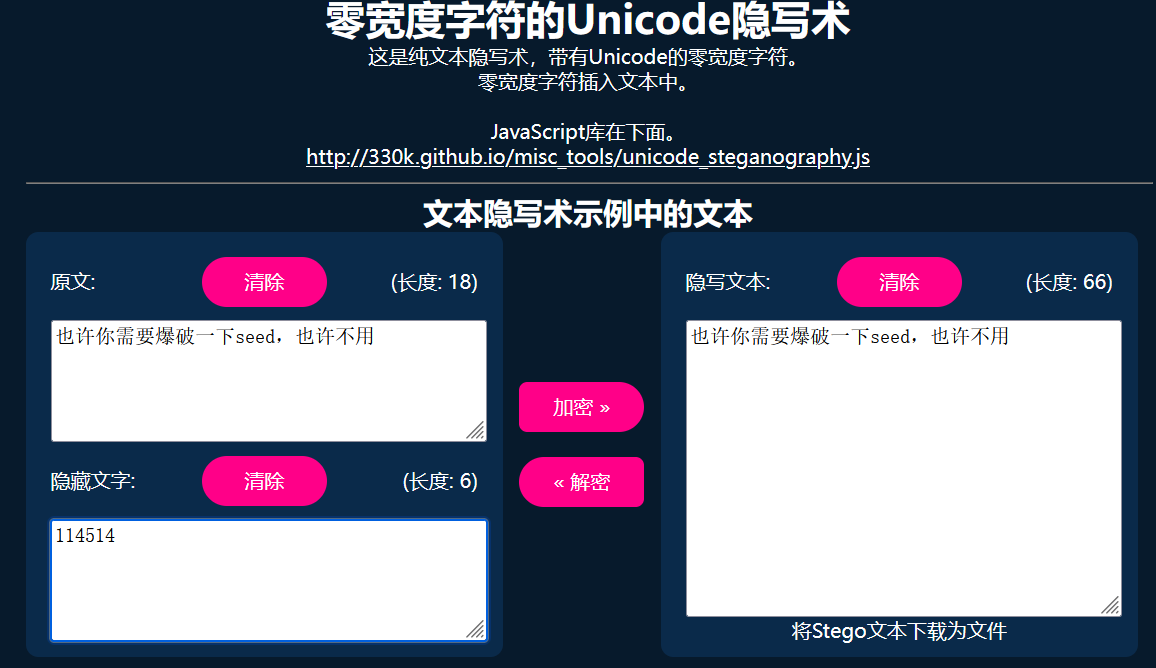 零宽度字符的Unicode隐写术
这是纯文本隐写术，带有Unicode的零宽度字符。
零宽度字符插入文本中。
JavaScript库在下面。
http://330k.github.io/misc_tools/unicode_steganography.js
文本隐写术示例中的文本
原文: 清除 (长度: 18)
也许你需要爆破一下seed，也许不用
隐藏文字: 清除 (长度: 6)
114514
加密 »
« 解密
隐写文本: 清除 (长度: 66)
也许你需要爆破一下seed，也许不用
将Stego文本下载为文件